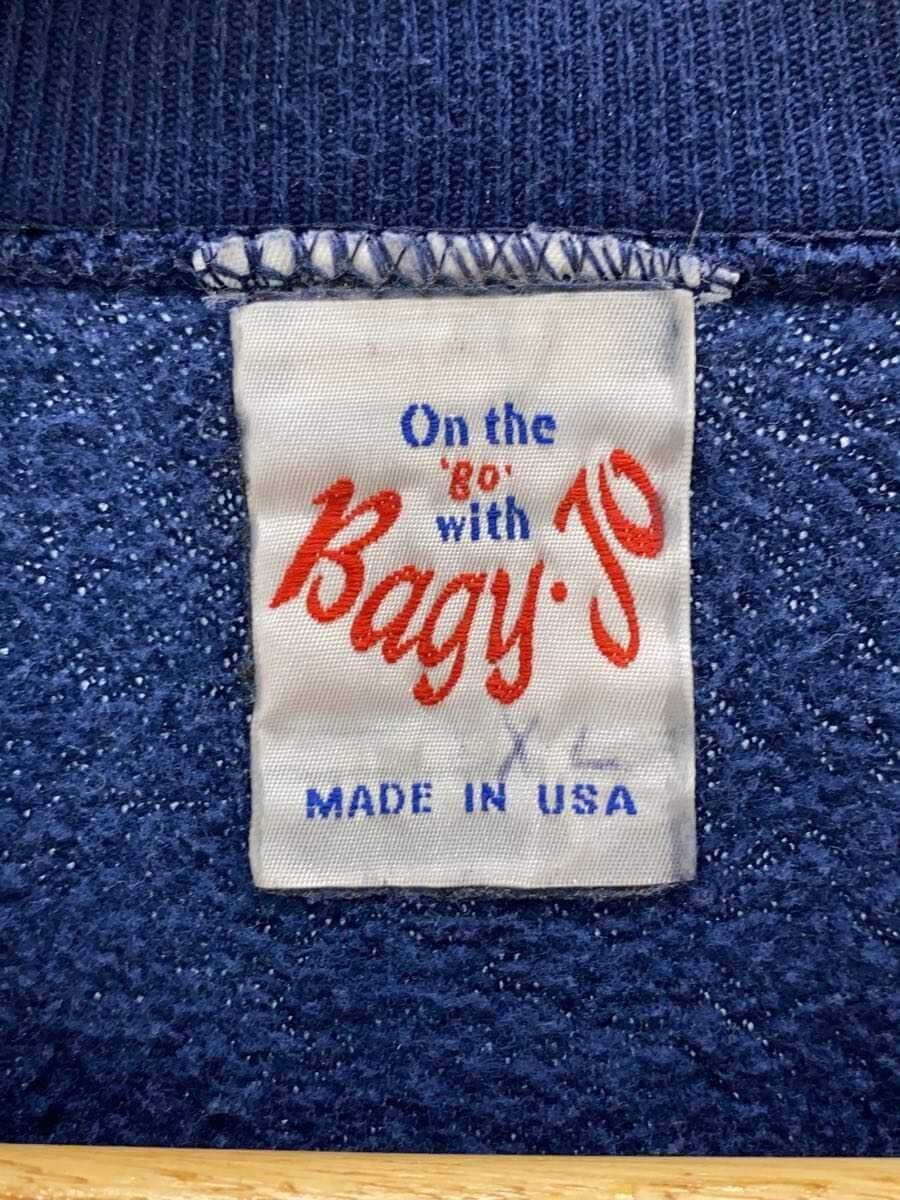 On the
'go'
with
Bagy·Jo
XL
MADE IN USA